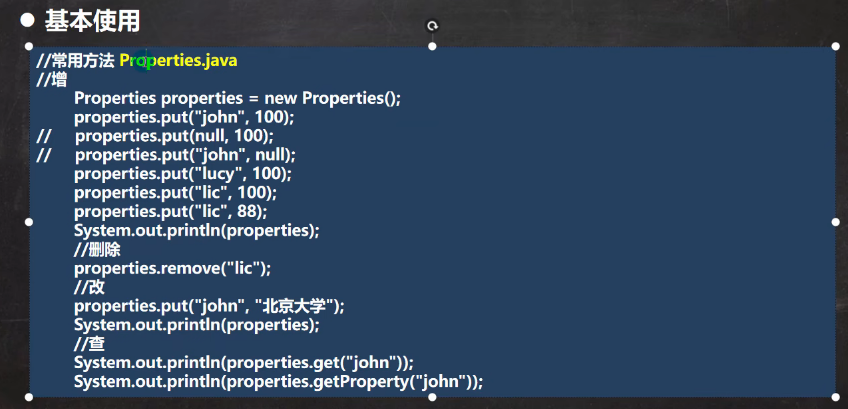 ● 基本使用
//常用方法 Properties.java
//增
Properties properties = new Properties();
properties.put("john", 100);
// properties.put(null, 100);
// properties.put("john", null);
properties.put("lucy", 100);
properties.put("lic", 100);
properties.put("lic", 88);
System.out.println(properties);
//删除
properties.remove("lic");
//改
properties.put("john", "北京大学");
System.out.println(properties);
//查
System.out.println(properties.get("john"));
System.out.println(properties.getProperty("john"));